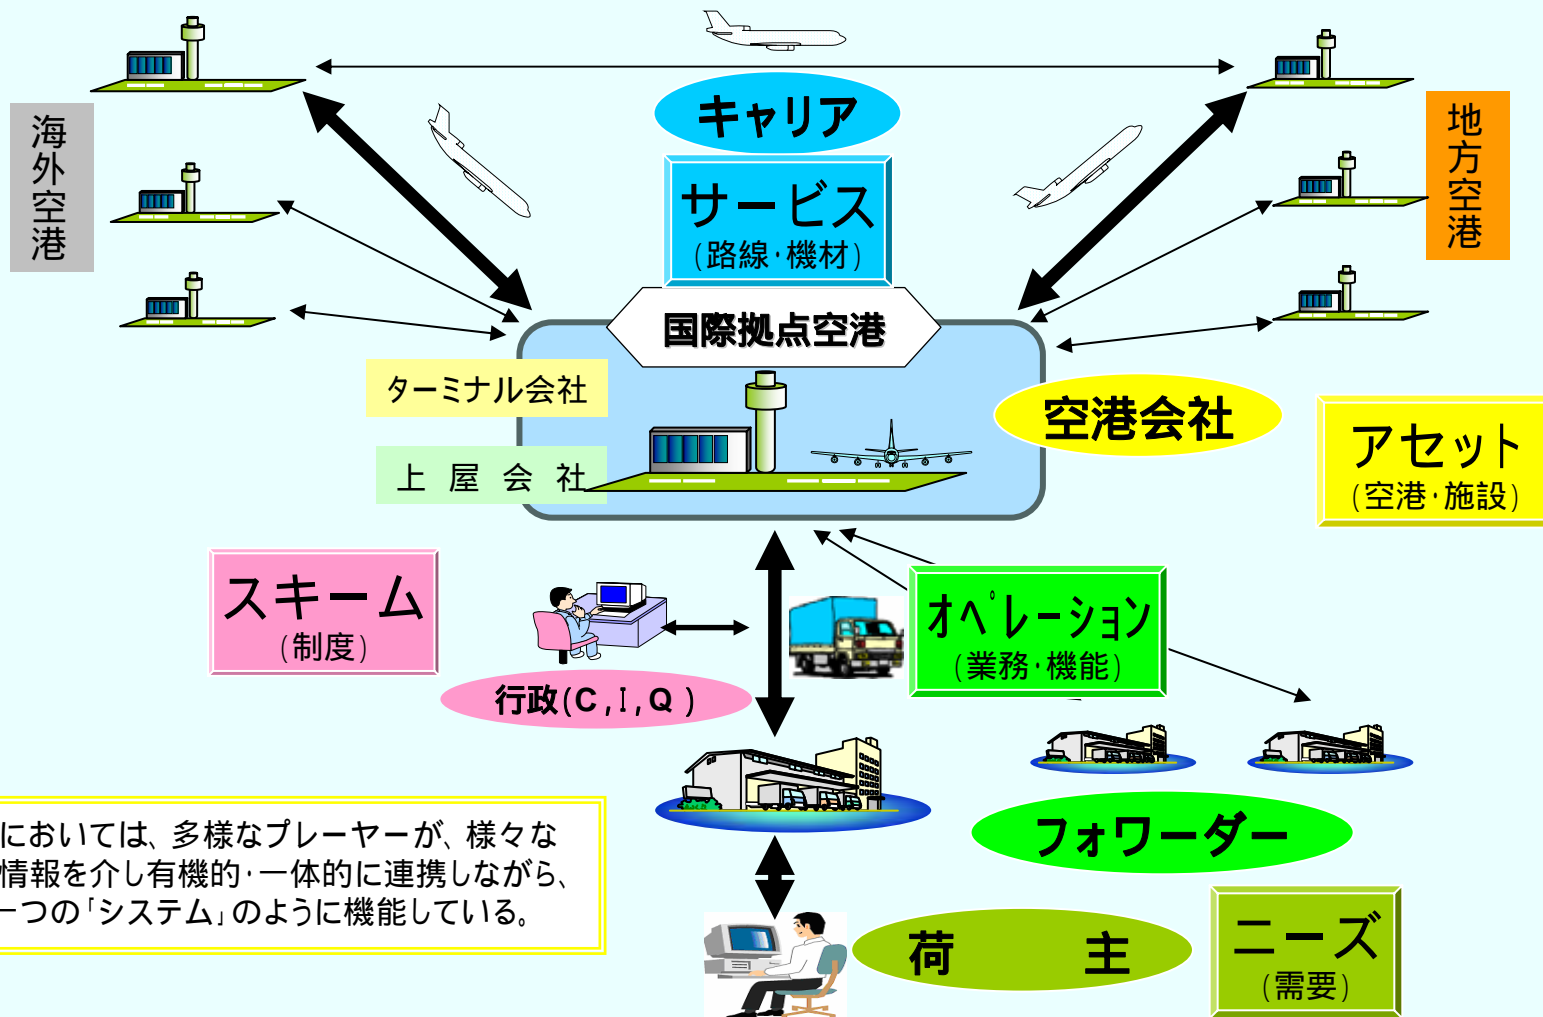 キャリア
海外空港
地方空港
サービス
(路線･機材)
国際拠点空港
ターミナル会社
空港会社
アセット
(空港･施設)
上屋会社
スキーム
(制度)
オペレーション
(業務･機能)
行政(C,I,Q)
フォワーダー
においては、多様なプレーヤーが、様々な
情報を介し有機的･一体的に連携しながら、
一つの｢システム｣のように機能している。
荷主
ニーズ
(需要)